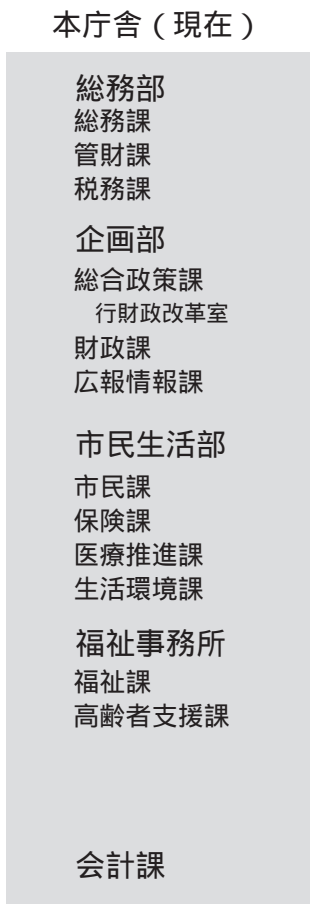 本庁舎（現在）
総務部
総務課
管財課
税務課
企画部
総合政策課
行財政改革室
財政課
広報情報課
市民生活部
市民課
保険課
医療推進課
生活環境課
福祉事務所
福祉課
高齢者支援課
会計課